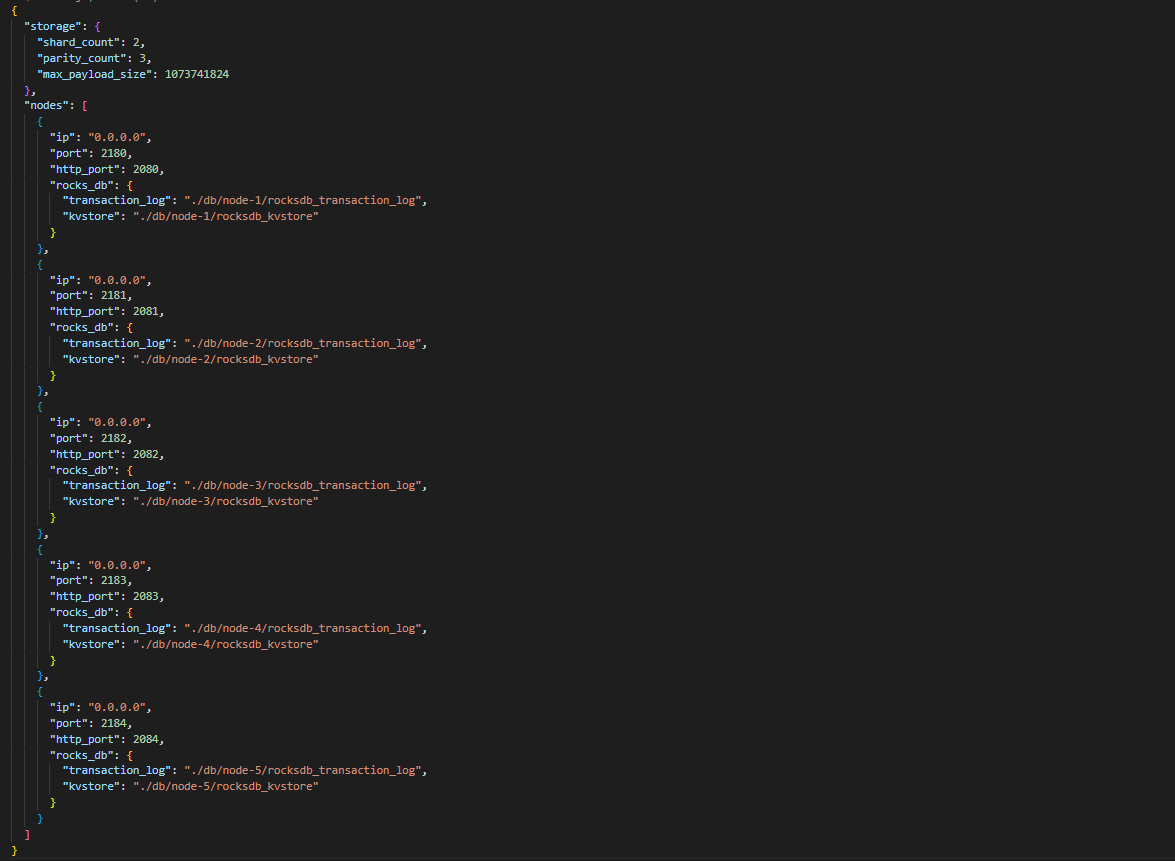 {
"storage": {
"shard_count": 2,
"parity_count": 3,
"max_payload_size": 1073741824
},
"nodes": [
{
"ip": "0.0.0.0",
"port": 2180,
"http_port": 2080,
"rocks_db": {
"transaction_log": "./db/node-1/rocksdb_transaction_log",
"kvstore": "./db/node-1/rocksdb_kvstore"
}
},
{
"ip": "0.0.0.0",
"port": 2181,
"http_port": 2081,
"rocks_db": {
"transaction_log": "./db/node-2/rocksdb_transaction_log",
"kvstore": "./db/node-2/rocksdb_kvstore"
}
},
{
"ip": "0.0.0.0",
"port": 2182,
"http_port": 2082,
"rocks_db": {
"transaction_log": "./db/node-3/rocksdb_transaction_log",
"kvstore": "./db/node-3/rocksdb_kvstore"
}
},
{
"ip": "0.0.0.0",
"port": 2183,
"http_port": 2083,
"rocks_db": {
"transaction_log": "./db/node-4/rocksdb_transaction_log",
"kvstore": "./db/node-4/rocksdb_kvstore"
}
},
{
"ip": "0.0.0.0",
"port": 2184,
"http_port": 2084,
"rocks_db": {
"transaction_log": "./db/node-5/rocksdb_transaction_log",
"kvstore": "./db/node-5/rocksdb_kvstore"
}
}
]
}